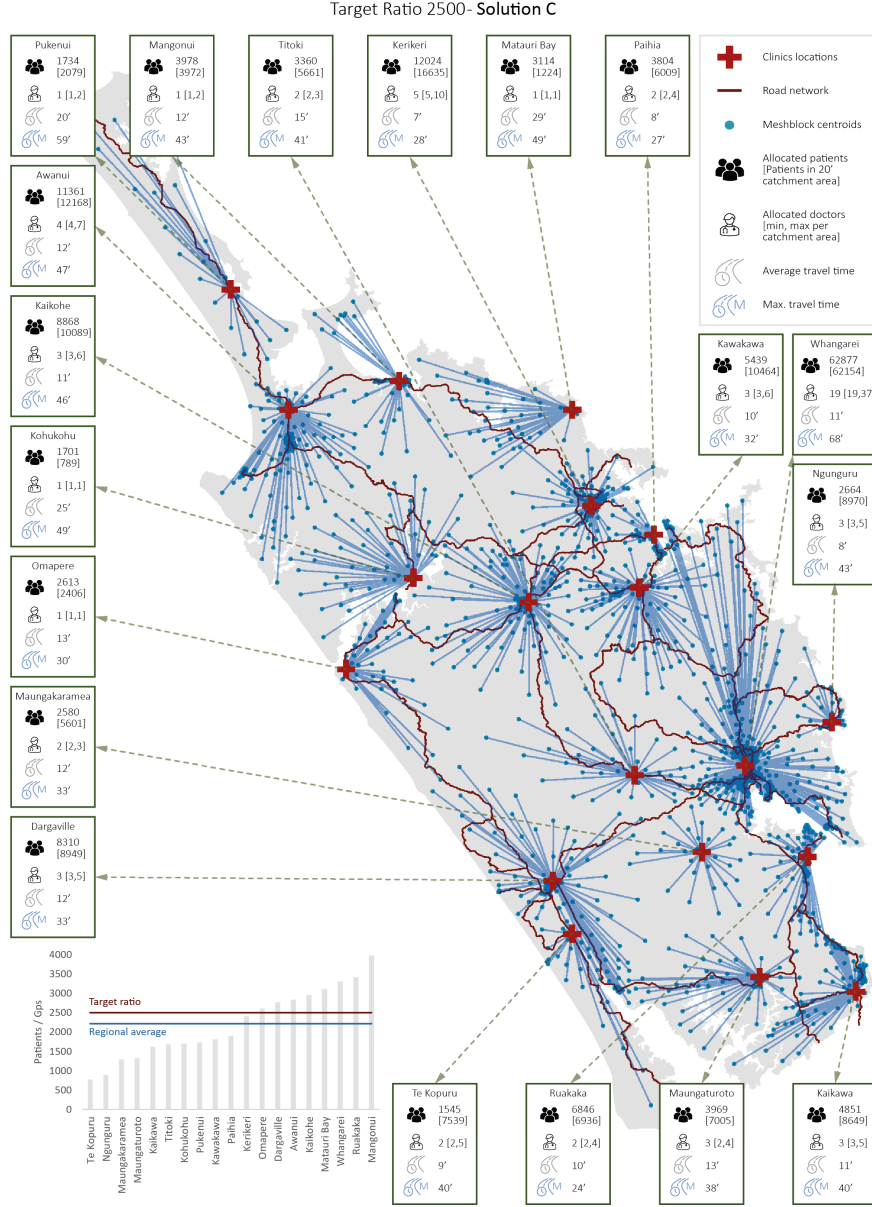 Target Ratio 2500- Solution C
Pukenui
1734
[2079]
1 [1,2]
20’
M
59’
Mangonui
3978
[3972]
1 [1,2]
12’
M
43’
Titoki
3360
[5661]
2 [2,3]
15’
M
41’
Kerikeri
12024
[16635]
5 [5,10]
7’
M
28’
Matauri Bay
3114
[1224]
1 [1,1]
29’
M
49’
Paihia
3804
[6009]
2 [2,4]
8’
M
27’
Clinics locations
Road network
Meshblock centroids
Allocated patients
[Patients in 20’
catchment area]
Allocated doctors
[min, max per
catchment area]
Average travel time
M
Max. travel time
Awanui
11361
[12168]
4 [4,7]
12’
M
47’
Kaikohe
8868
[10089]
3 [3,6]
11’
M
46’
Kohukohu
1701
[789]
1 [1,1]
25’
M
49’
Omapere
2613
[2406]
1 [1,1]
13’
M
30’
Maungakaramea
2580
[5601]
2 [2,3]
12’
M
33’
Dargaville
8310
[8949]
3 [3,5]
12’
M
33’
Kawakawa
5439
[10464]
3 [3,6]
10’
M
32’
Whangarei
62877
[62154]
19 [19,37
11’
M
68’
Ngunguru
2664
[8970]
3 [3,5]
8’
M
43’
4000
3500
3000
2500
2000
1500
1000
500
0
Patients / Gps
Target ratio
Regional average
Te Kopuru
Ngunguru
Maungakaramea
Maungaturoto
Kaikawa
Titoki
Kohukohu
Pukenui
Kawakawa
Paihia
Kerikeri
Omapere
Dargaville
Awanui
Kaikohe
Matauri Bay
Whangarei
Ruakaka
Mangonui
Te Kopuru
1545
[7539]
2 [2,5]
9’
M
40’
Ruakaka
6846
[6936]
2 [2,4]
10’
M
24’
Maungaturoto
3969
[7005]
3 [2,4]
13’
M
38’
Kaikawa
4851
[8649]
3 [3,5]
11’
M
40’